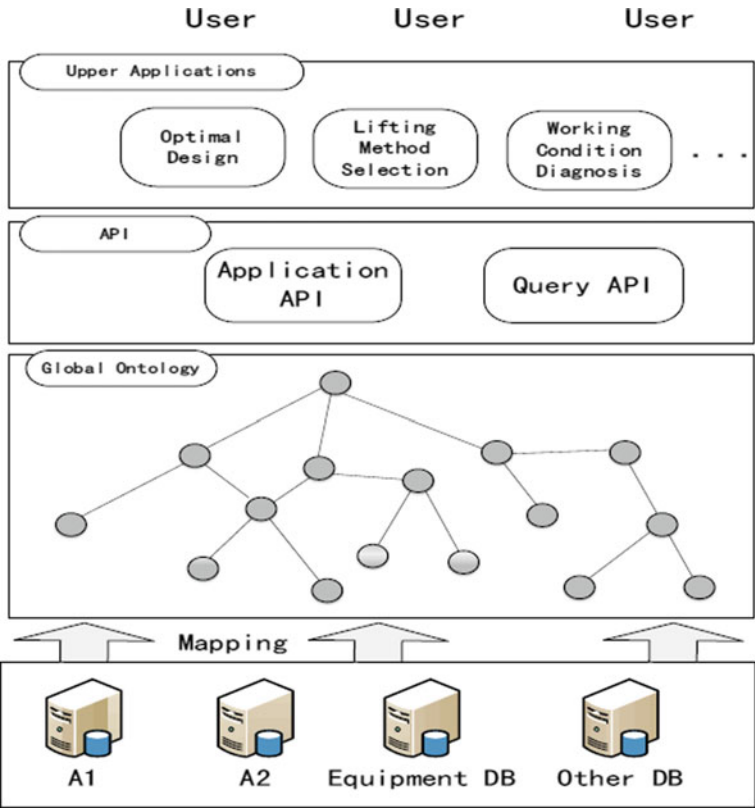 User User User
Upper Applications
Optimal
Design
Lifting
Method
Selection
Working
Condition
Diagnosis
...
API
Application
API
Query API
Global Ontology
Mapping
A1 A2 Equipment DB Other DB